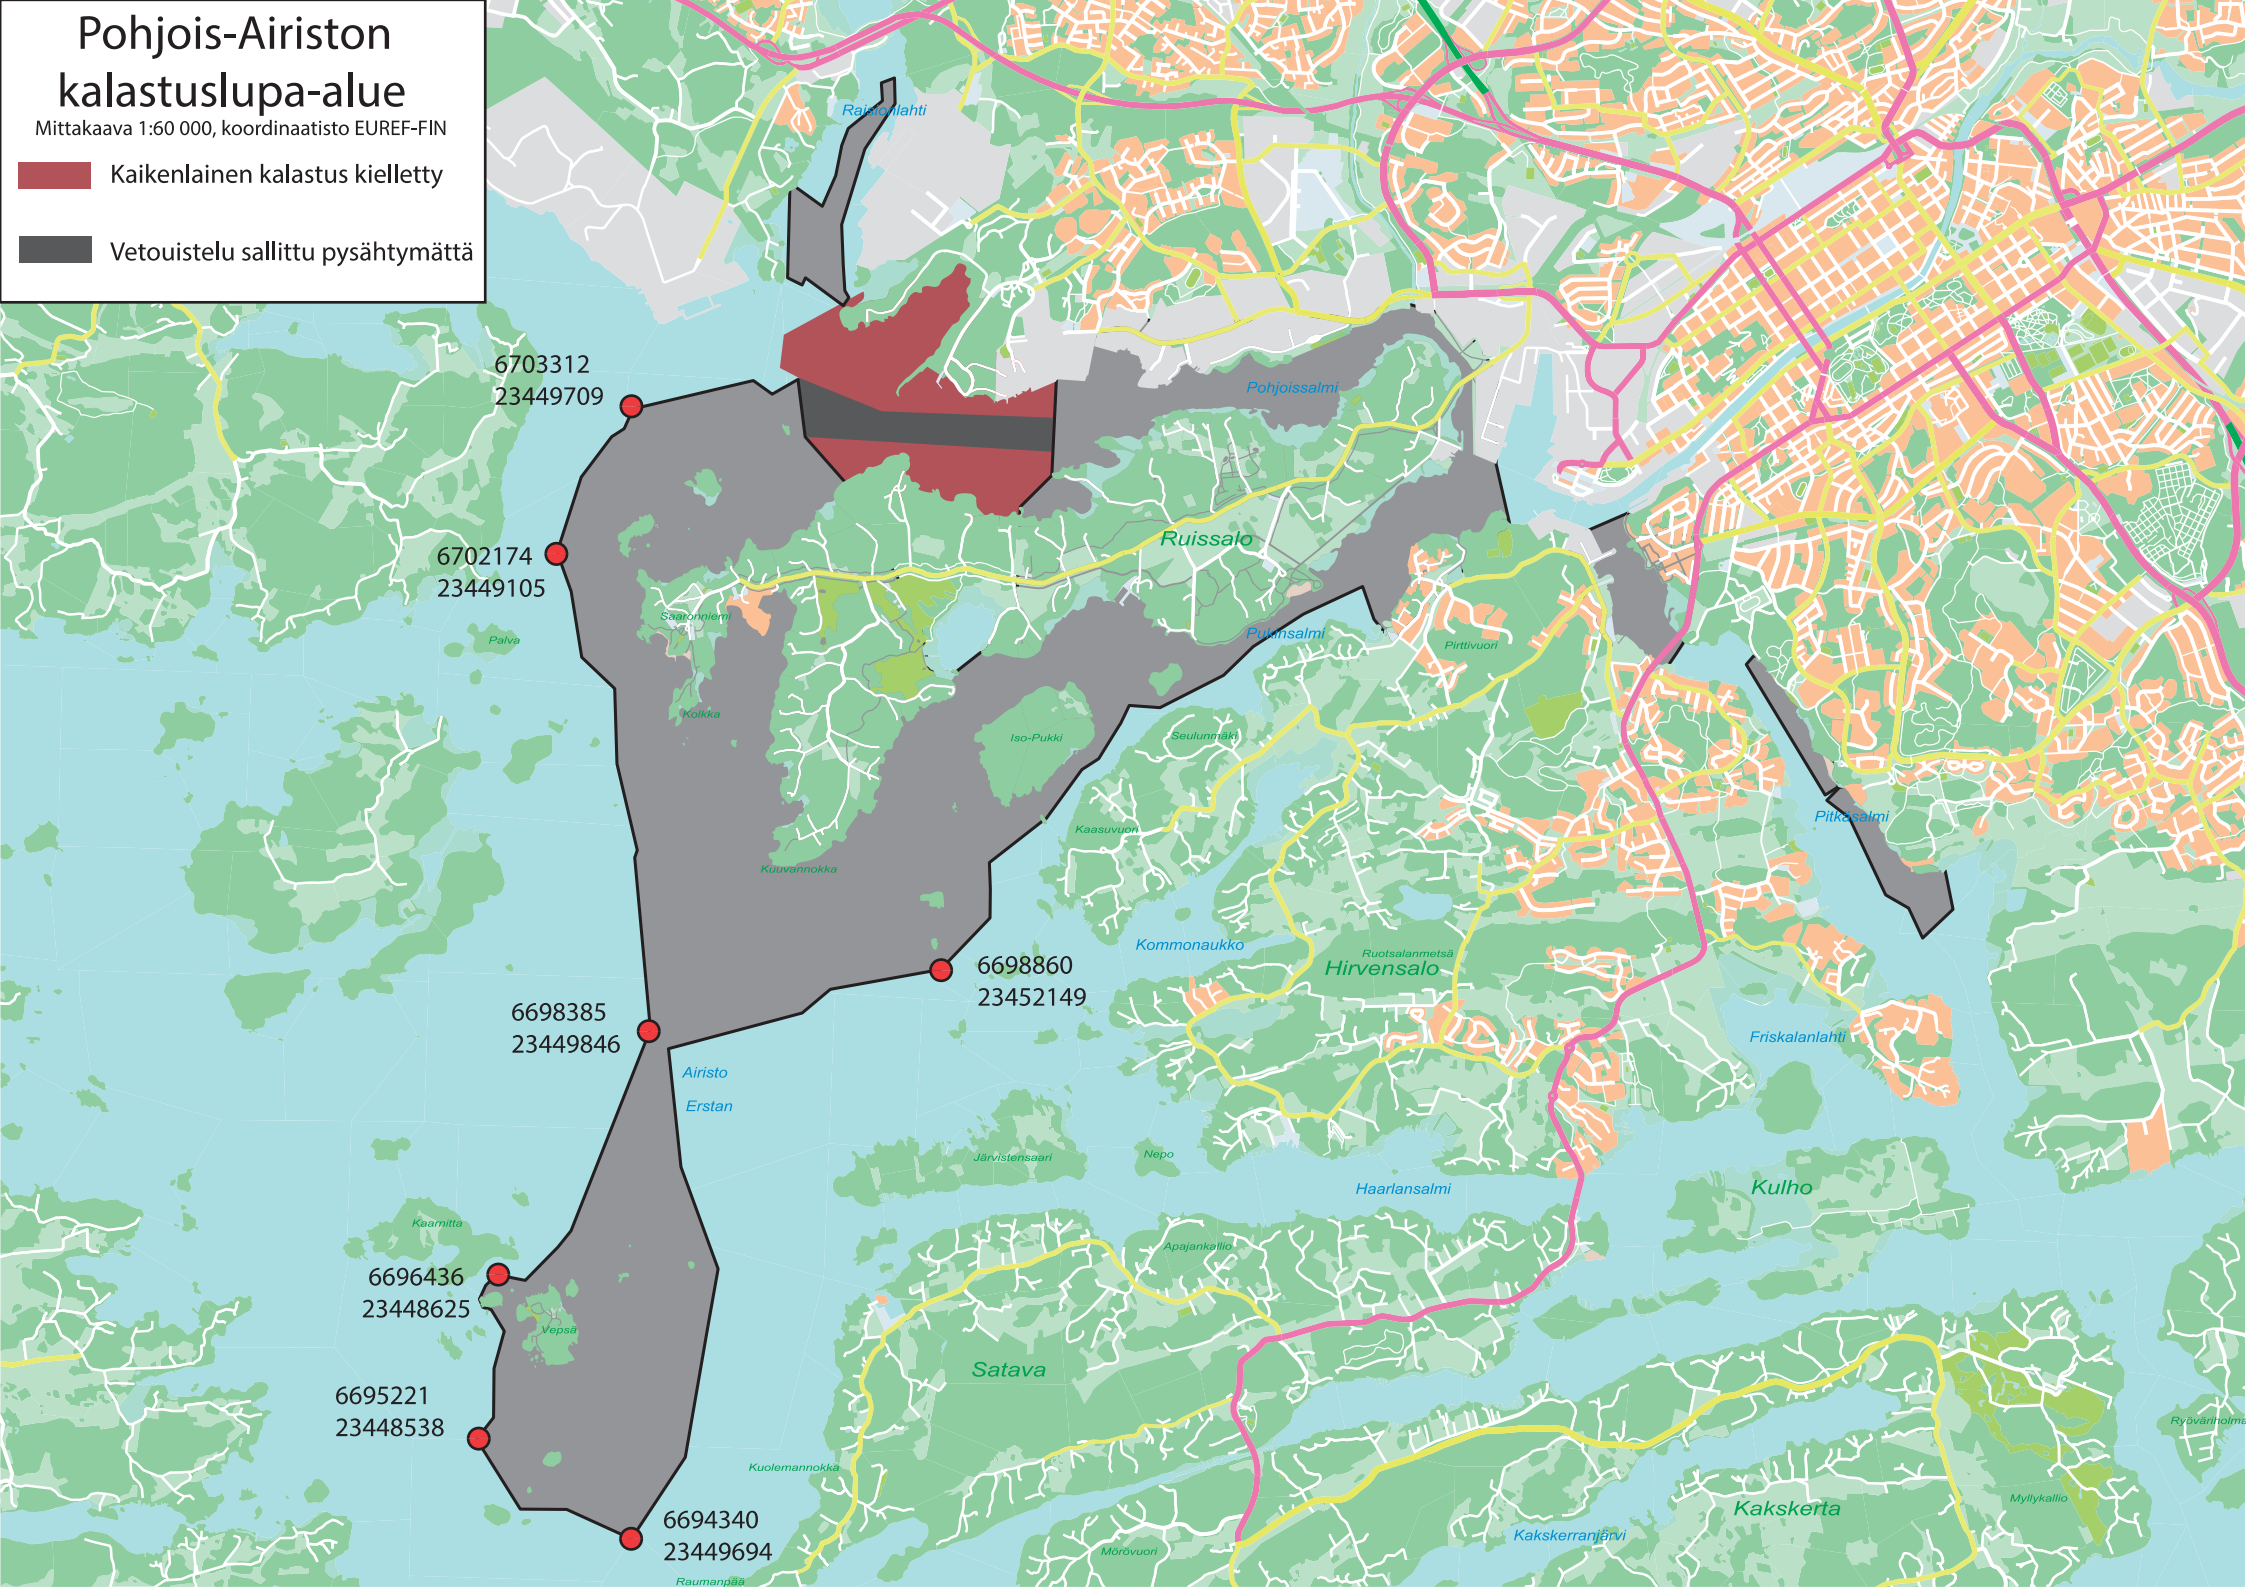 Pohjois-Airiston
kalastuslupa-alue
Mittakaava 1:60 000, koordinaatisto EUREF-FIN
Kaikenlainen kalastus kielletty
Vetouistelu sallittu pysähtymättä
Raisionlahti
6703312
23449709
Pohjoissalmi
6702174
23449105
Ruissalo
Saaronniemi
Palva
Pukinsalmi
Pirttivuori
Kolkka
Iso-Pukki
Seulunmäki
Kaasuvuori
Pitkäsalmi
Kuuvannokka
Kommonaukko
Ruotsalanmetsä
Hirvensalo
6698860
23452149
6698385
23449846
Friskalanlahti
Airisto
Erstan
Järvistensaari
Nepo
Haarlansalmi
Kulho
Kaarnitta
Apajankallio
6696436
23448625
Vepsä
Satava
6695221
23448538
Ryöväriholma
Kuolemannokka
Myllykallio
Kakskerta
6694340
23449694
Kakskerranjärvi
Mörövuori
Raumanpää